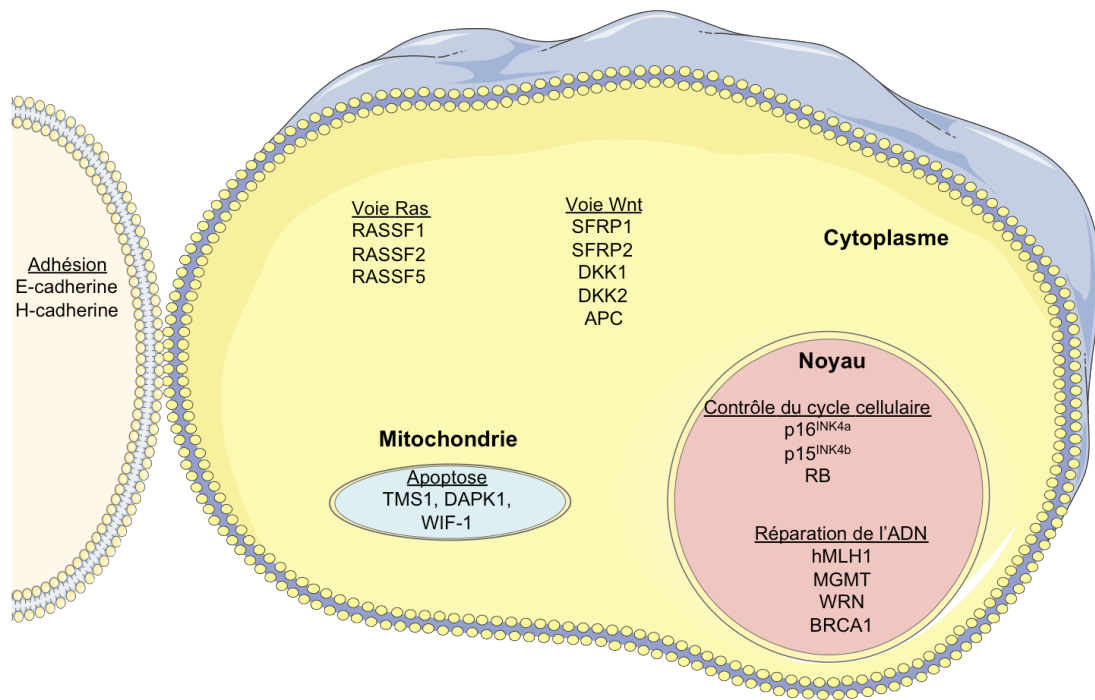 Voie Ras
RASSF1
RASSF2
RASSF5
Voie Wnt
SFRP1
SFRP2
DKK1
DKK2
APC
Cytoplasme
Adhésion
E-cadherine
H-cadherine
Noyau
Contrôle du cycle cellulaire
p16INK4a
p15INK4b
RB
Mitochondrie
Apoptose
TMS1, DAPK1,
WIF-1
Réparation de l'ADN
hMLH1
MGMT
WRN
BRCA1